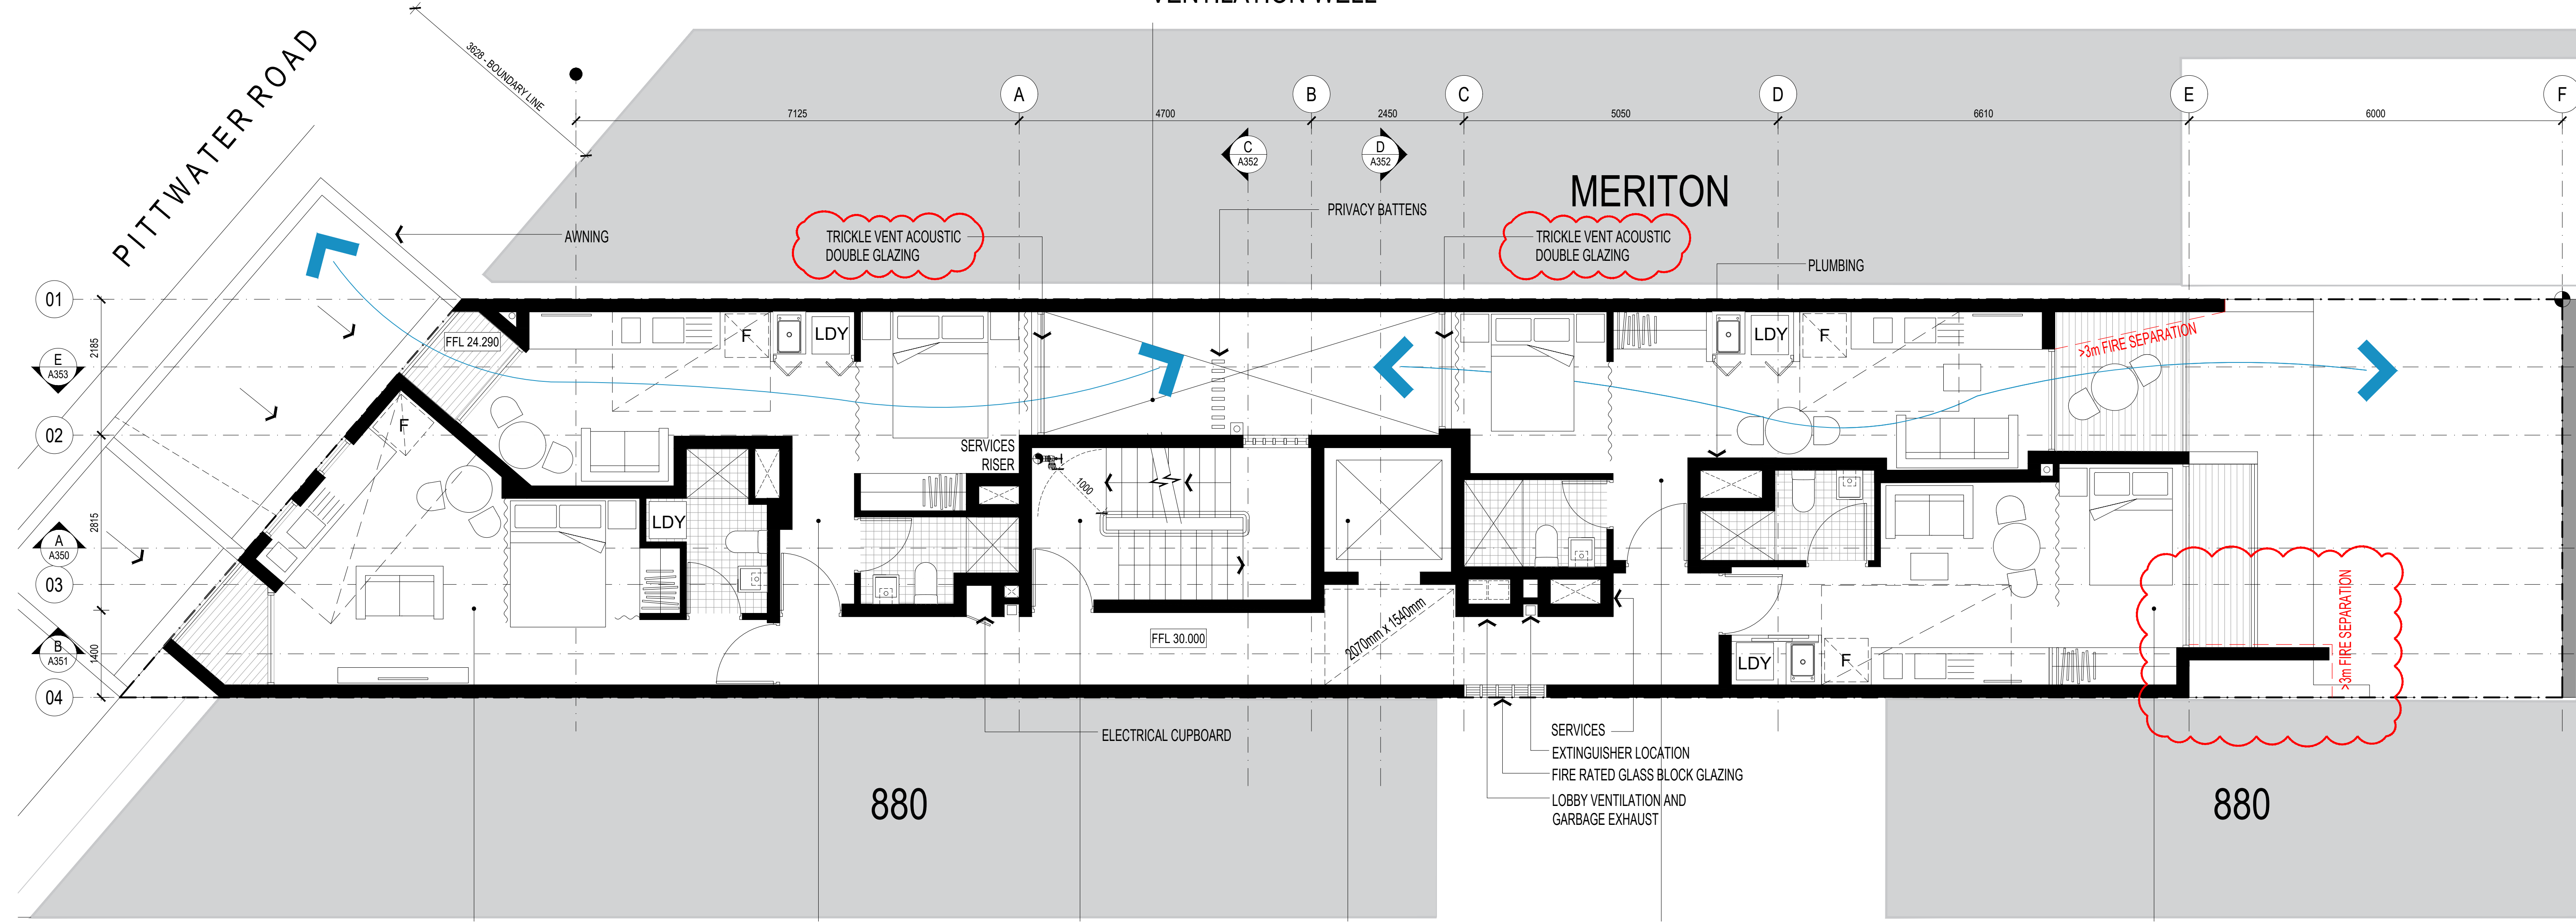 VENTILATION WELL
PITTWATER ROAD
3628 - BOUNDARY LINE
A
B
C
D
E
F
7125
4700
2450
5050
6610
6000
C
A352
D
A352
MERITON
PRIVACY BATTENS
AWNING
TRICKLE VENT ACOUSTIC
DOUBLE GLAZING
TRICKLE VENT ACOUSTIC
DOUBLE GLAZING
PLUMBING
01
2185
E
A353
02
2815
A
A350
03
1400
B
A351
04
FFL 24.290
F
LDY
LDY
F
>3m FIRE SEPARATION
F
SERVICES
RISER
1000
LDY
FFL 30.000
2070mm x 1540mm
LDY
F
>3m FIRE SEPARATION
ELECTRICAL CUPBOARD
SERVICES
EXTINGUISHER LOCATION
FIRE RATED GLASS BLOCK GLAZING
LOBBY VENTILATION AND
GARBAGE EXHAUST
880
880